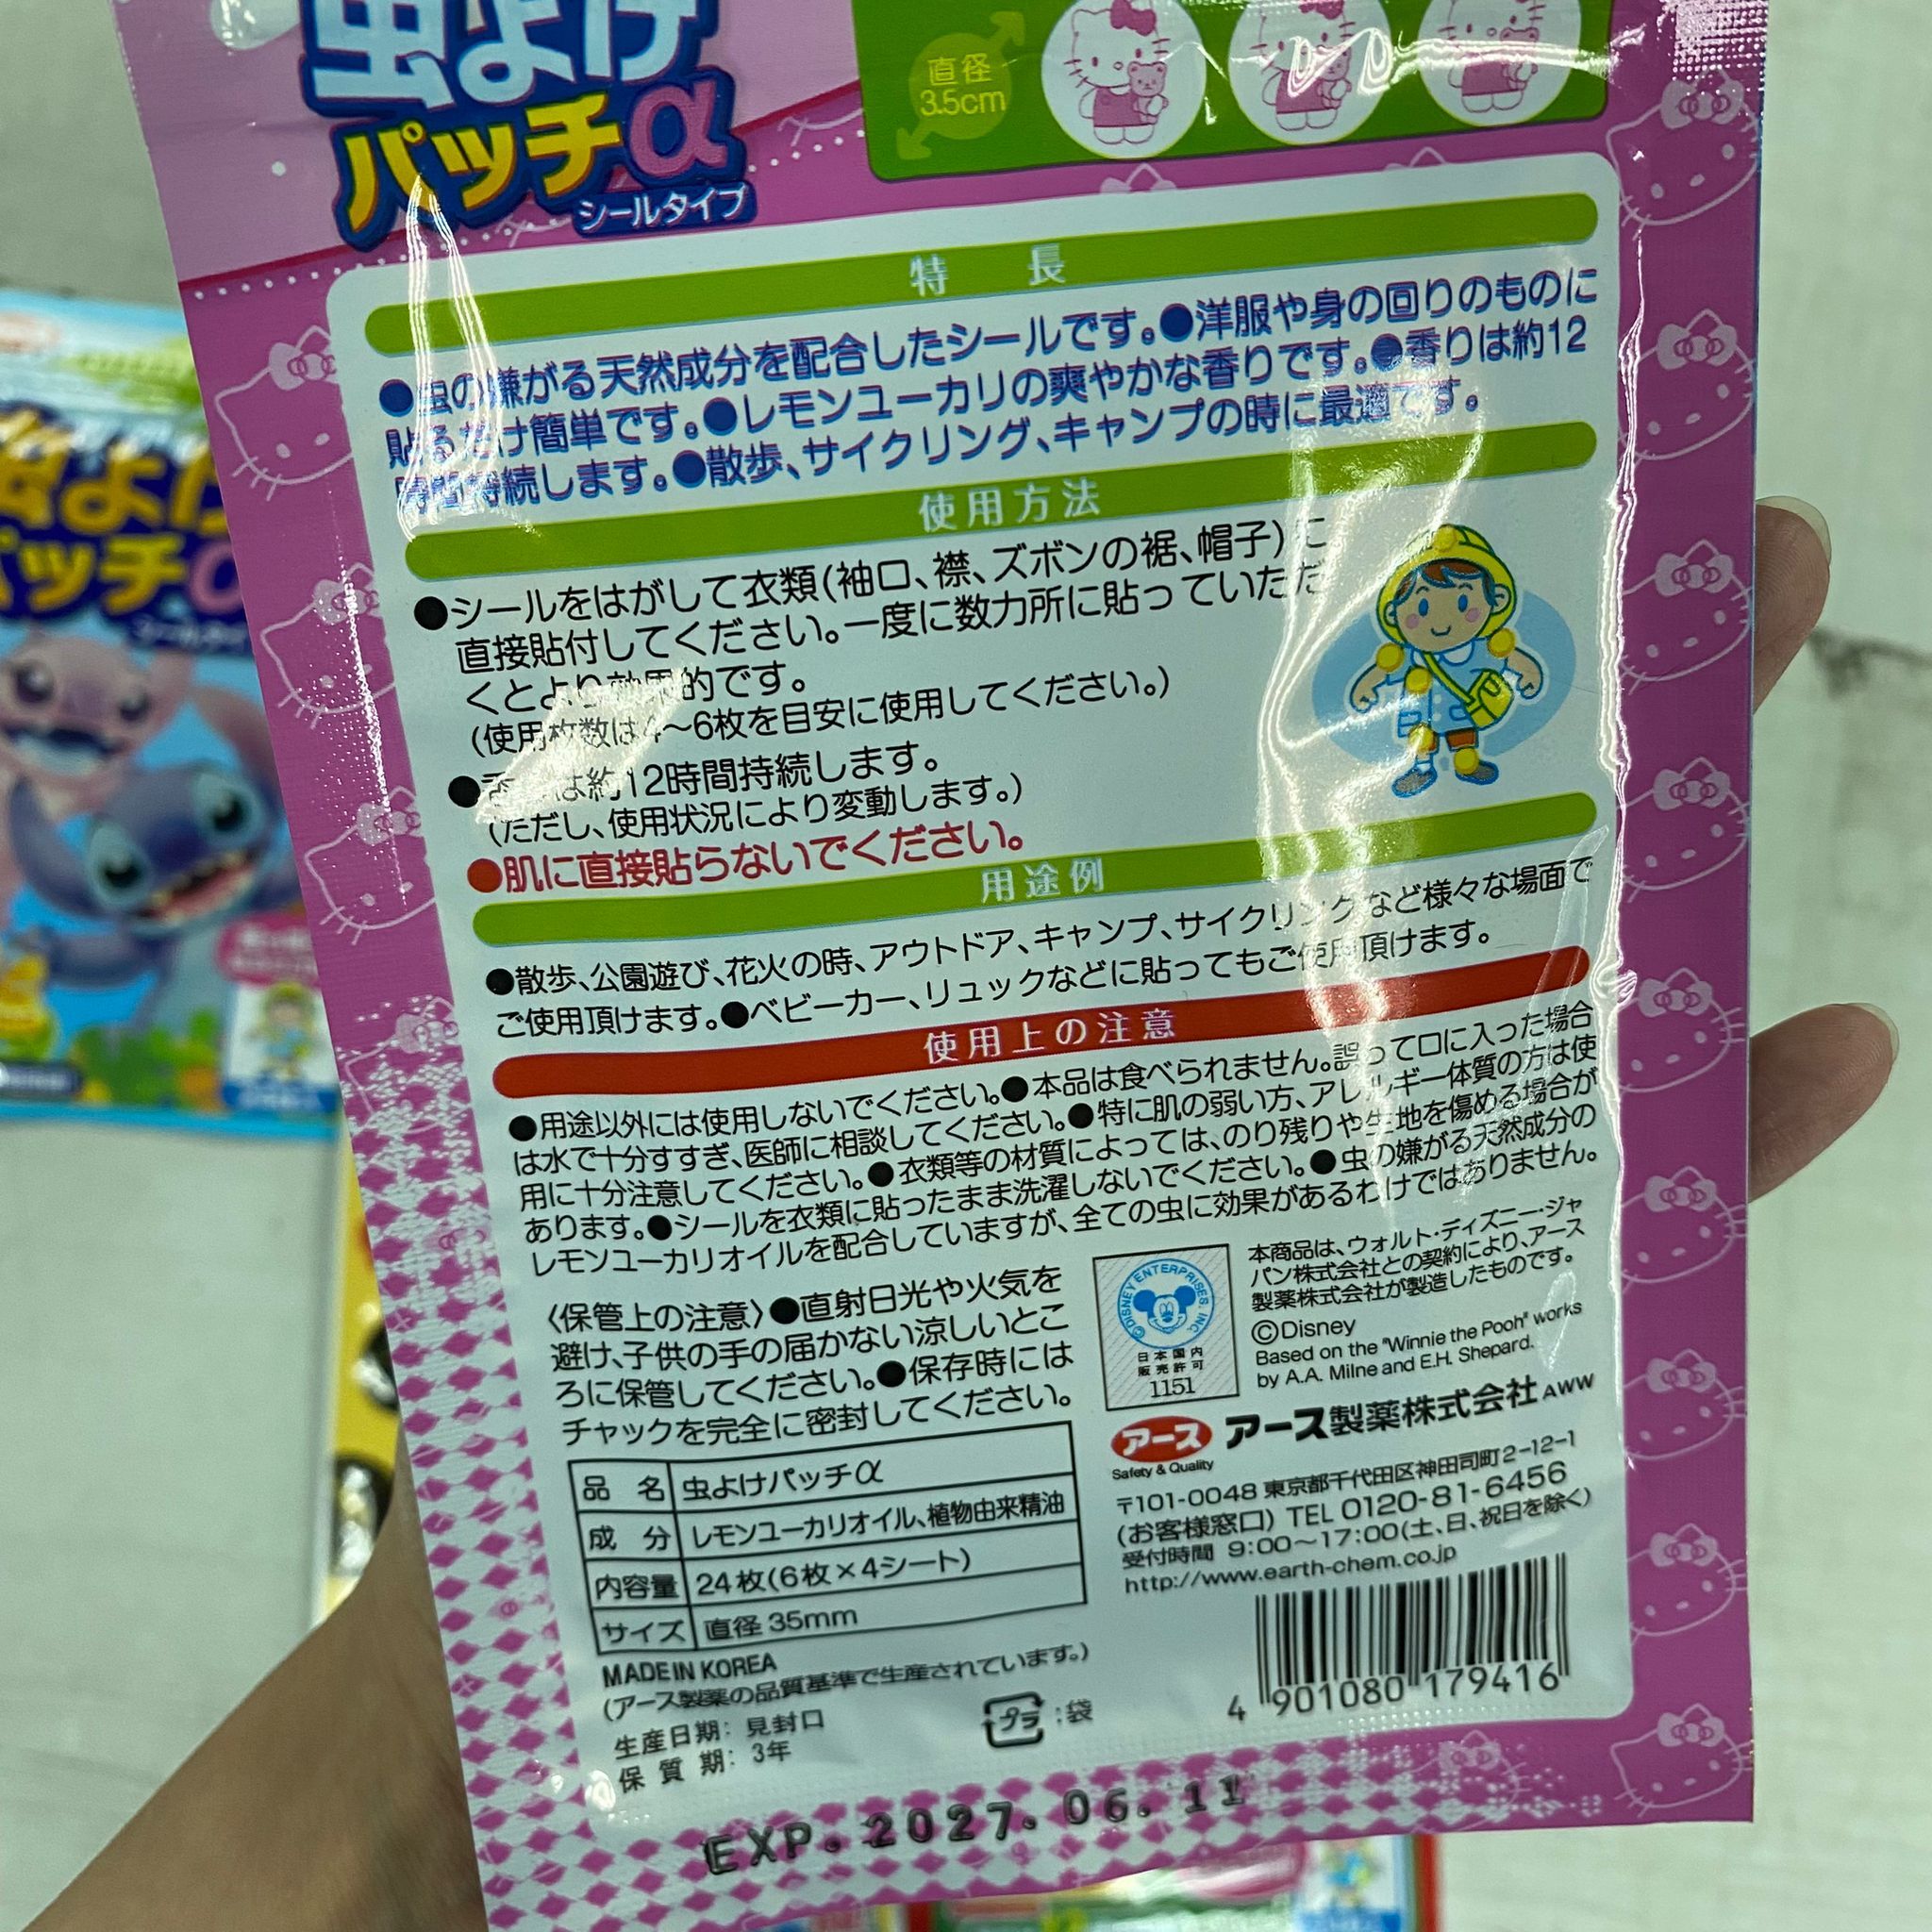 虫よけ
パッチα
シールタイプ
直径
3.5cm
特長
●虫の嫌がる天然成分を配合したシールです。●洋服や身の回りのものに
貼るだけ簡単です。●レモンユーカリの爽やかな香りです。●香りは約12
時間持続します。●散歩、サイクリング、キャンプの時に最適です。
使用方法
●シールをはがして衣類(袖口、襟、ズボンの裾、帽子)に
直接貼付してください。一度に数カ所に貼っていただ
くとより効果的です。
(使用枚数は4〜6枚を目安に使用してください。)
●香りは約12時間持続します。
(ただし、使用状況により変動します。)
●肌に直接貼らないでください。
用途例
●散歩、公園遊び、花火の時、アウトドア、キャンプ、サイクリングなど様々な場面で
ご使用頂けます。●ベビーカー、リュックなどに貼ってもご使用頂けます。
使用上の注意
●用途以外には使用しないでください。●本品は食べられません。誤って口に入った場合
は水で十分すすぎ、医師に相談してください。●特に肌の弱い方、アレルギー体質の方は使
用に十分注意してください。●衣類等の材質によっては、のり残りや生地を傷める場合が
あります。●シールを衣類に貼ったまま洗濯しないでください。●虫の嫌がる天然成分の
レモンユーカリオイルを配合していますが、全ての虫に効果があるわけではありません。
〈保管上の注意〉●直射日光や火気を
避け、子供の手の届かない涼しいとこ
ろに保管してください。●保存時には
チャックを完全に密封してください。
品名 虫よけパッチα
成分 レモンユーカリオイル、植物由来精油
内容量 24枚(6枚×4シート)
サイズ 直径35mm
MADE IN KOREA
(アース製薬の品質基準で生産されています。)
生産日期: 見封口
保質期: 3年
プラ :袋
©DISNEY ENTERPRISES, INC.
日本国内
販売許可
1151
本商品は、ウォルト・ディズニー・ジャ
パン株式会社との契約により、アース
製薬株式会社が製造したものです。
©Disney
Based on the "Winnie the Pooh" works
by A.A. Milne and E.H. Shepard.
アース アース製薬株式会社 AWW
Safety & Quality
〒101-0048 東京都千代田区神田司町2-12-1
(お客様窓口) TEL 0120-81-6456
受付時間 9:00〜17:00(土、日、祝日を除く)
http://www.earth-chem.co.jp
4 901080 179416
EXP. 2027. 06. 11
虫よけ
パッチα